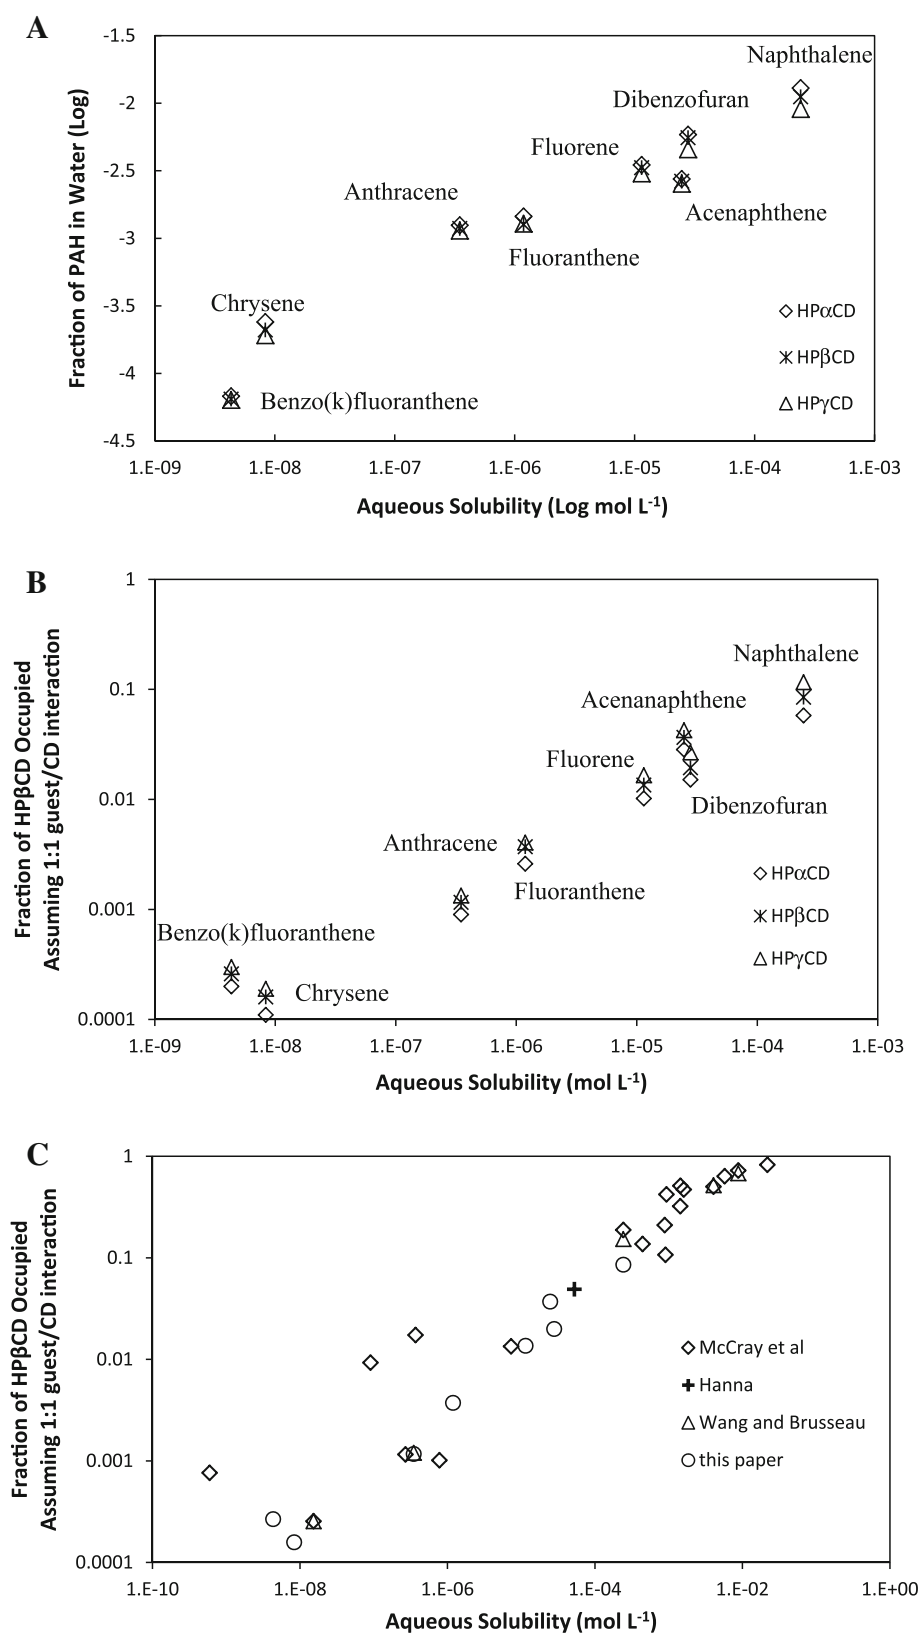 A
Fraction of PAH in Water (Log)
-1.5
-2
-2.5
-3
-3.5
-4
-4.5
Naphthalene
Dibenzofuran
Fluorene
Acenaphthene
Anthracene
Fluoranthene
Chrysene
Benzo(k)fluoranthene
HPαCD
HPβCD
HPγCD
1.E-09 1.E-08 1.E-07 1.E-06 1.E-05 1.E-04 1.E-03
Aqueous Solubility (Log mol L-1)
B
Fraction of HPβCD Occupied
Assuming 1:1 guest/CD interaction
1
0.1
0.01
0.001
0.0001
Naphthalene
Acenanaphthene
Fluorene
Dibenzofuran
Anthracene
Fluoranthene
Benzo(k)fluoranthene
Chrysene
HPαCD
HPβCD
HPγCD
1.E-09 1.E-08 1.E-07 1.E-06 1.E-05 1.E-04 1.E-03
Aqueous Solubility (mol L-1)
C
Fraction of HPβCD Occupied
Assuming 1:1 guest/CD interaction
1
0.1
0.01
0.001
0.0001
McCray et al
Hanna
Wang and Brusseau
this paper
1.E-10 1.E-08 1.E-06 1.E-04 1.E-02 1.E+00
Aqueous Solubility (mol L-1)